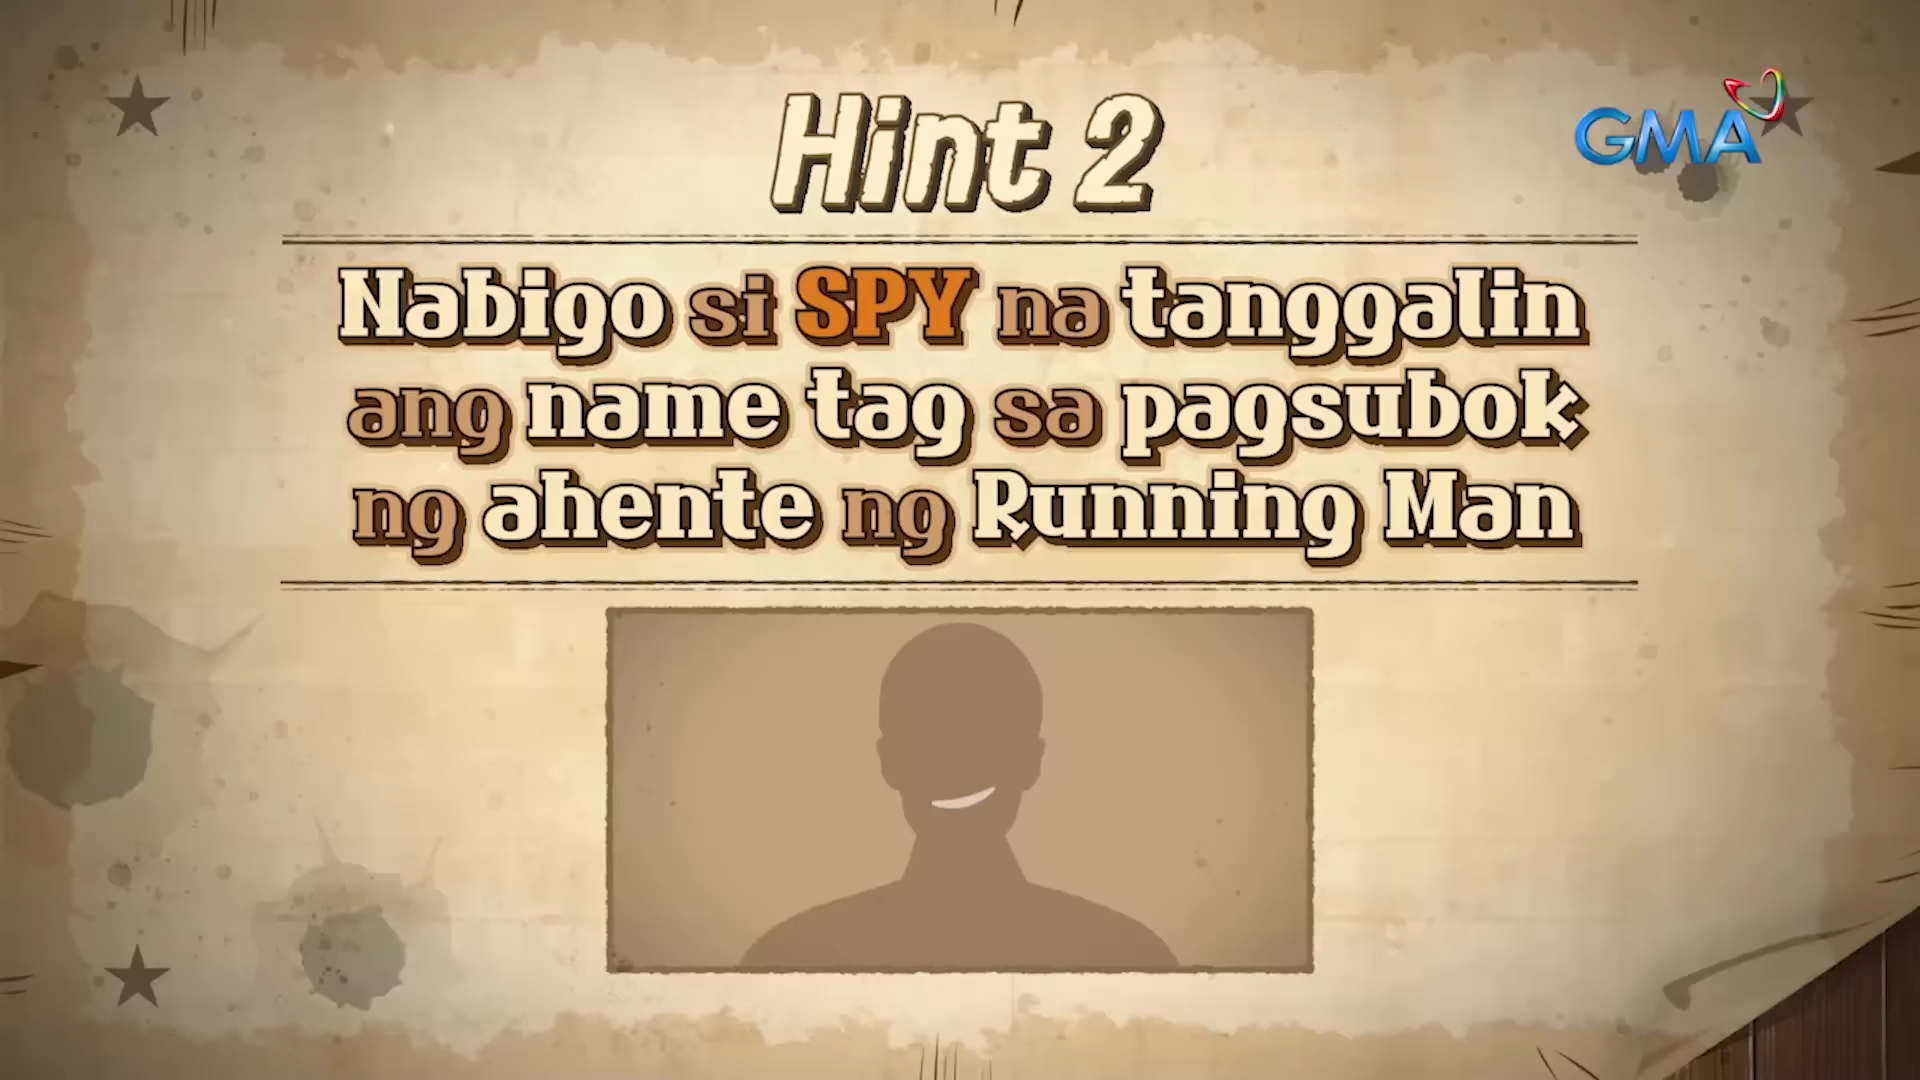 Hint 2
GMA
Nabigo si SPY na tanggalin
ang name tag sa pagsubok
ng ahente ng Running Man